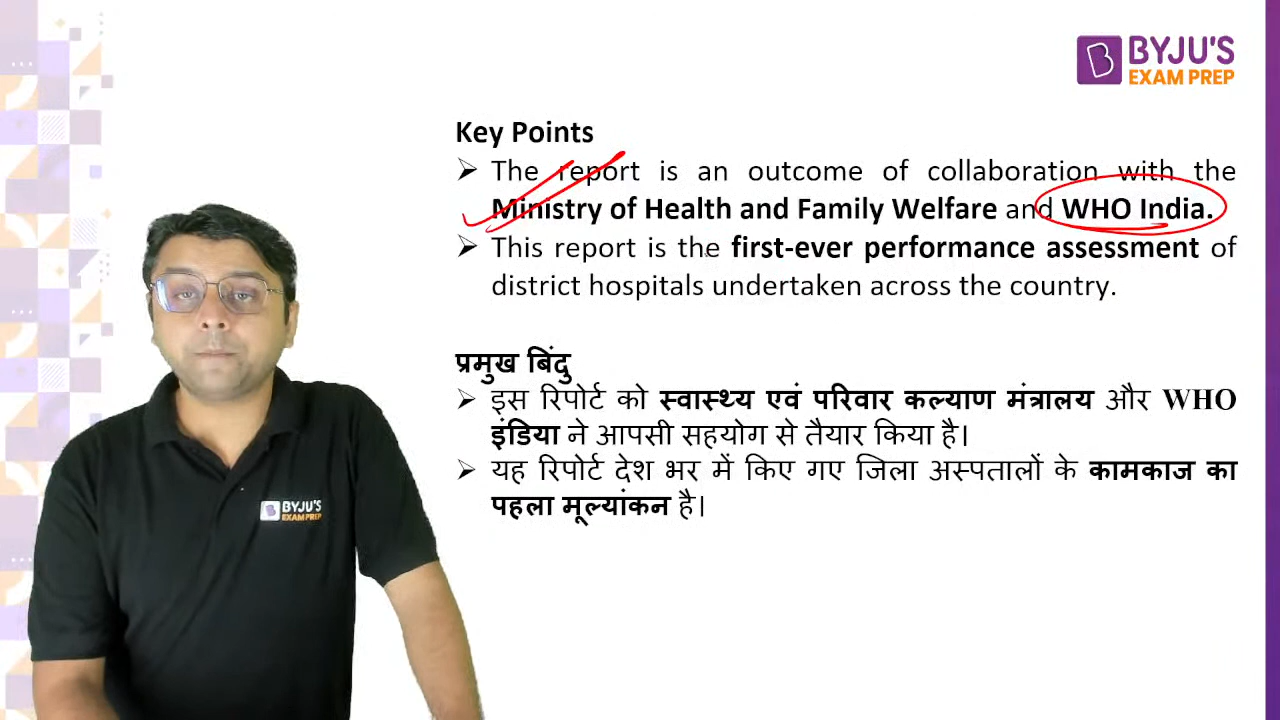 BYJU'S
EXAM PREP
Key Points
The report is an outcome of collaboration with the
Ministry of Health and Family Welfare and WHO India.
This report is the first-ever performance assessment of
district hospitals undertaken across the country.
प्रमुख बिंदु
इस रिपोर्ट को स्वास्थ्य एवं परिवार कल्याण मंत्रालय और WHO
इंडिया ने आपसी सहयोग से तैयार किया है।
यह रिपोर्ट देश भर में किए गए जिला अस्पतालों के कामकाज का
पहला मूल्यांकन है।
BYJU'S
EXAM PREP